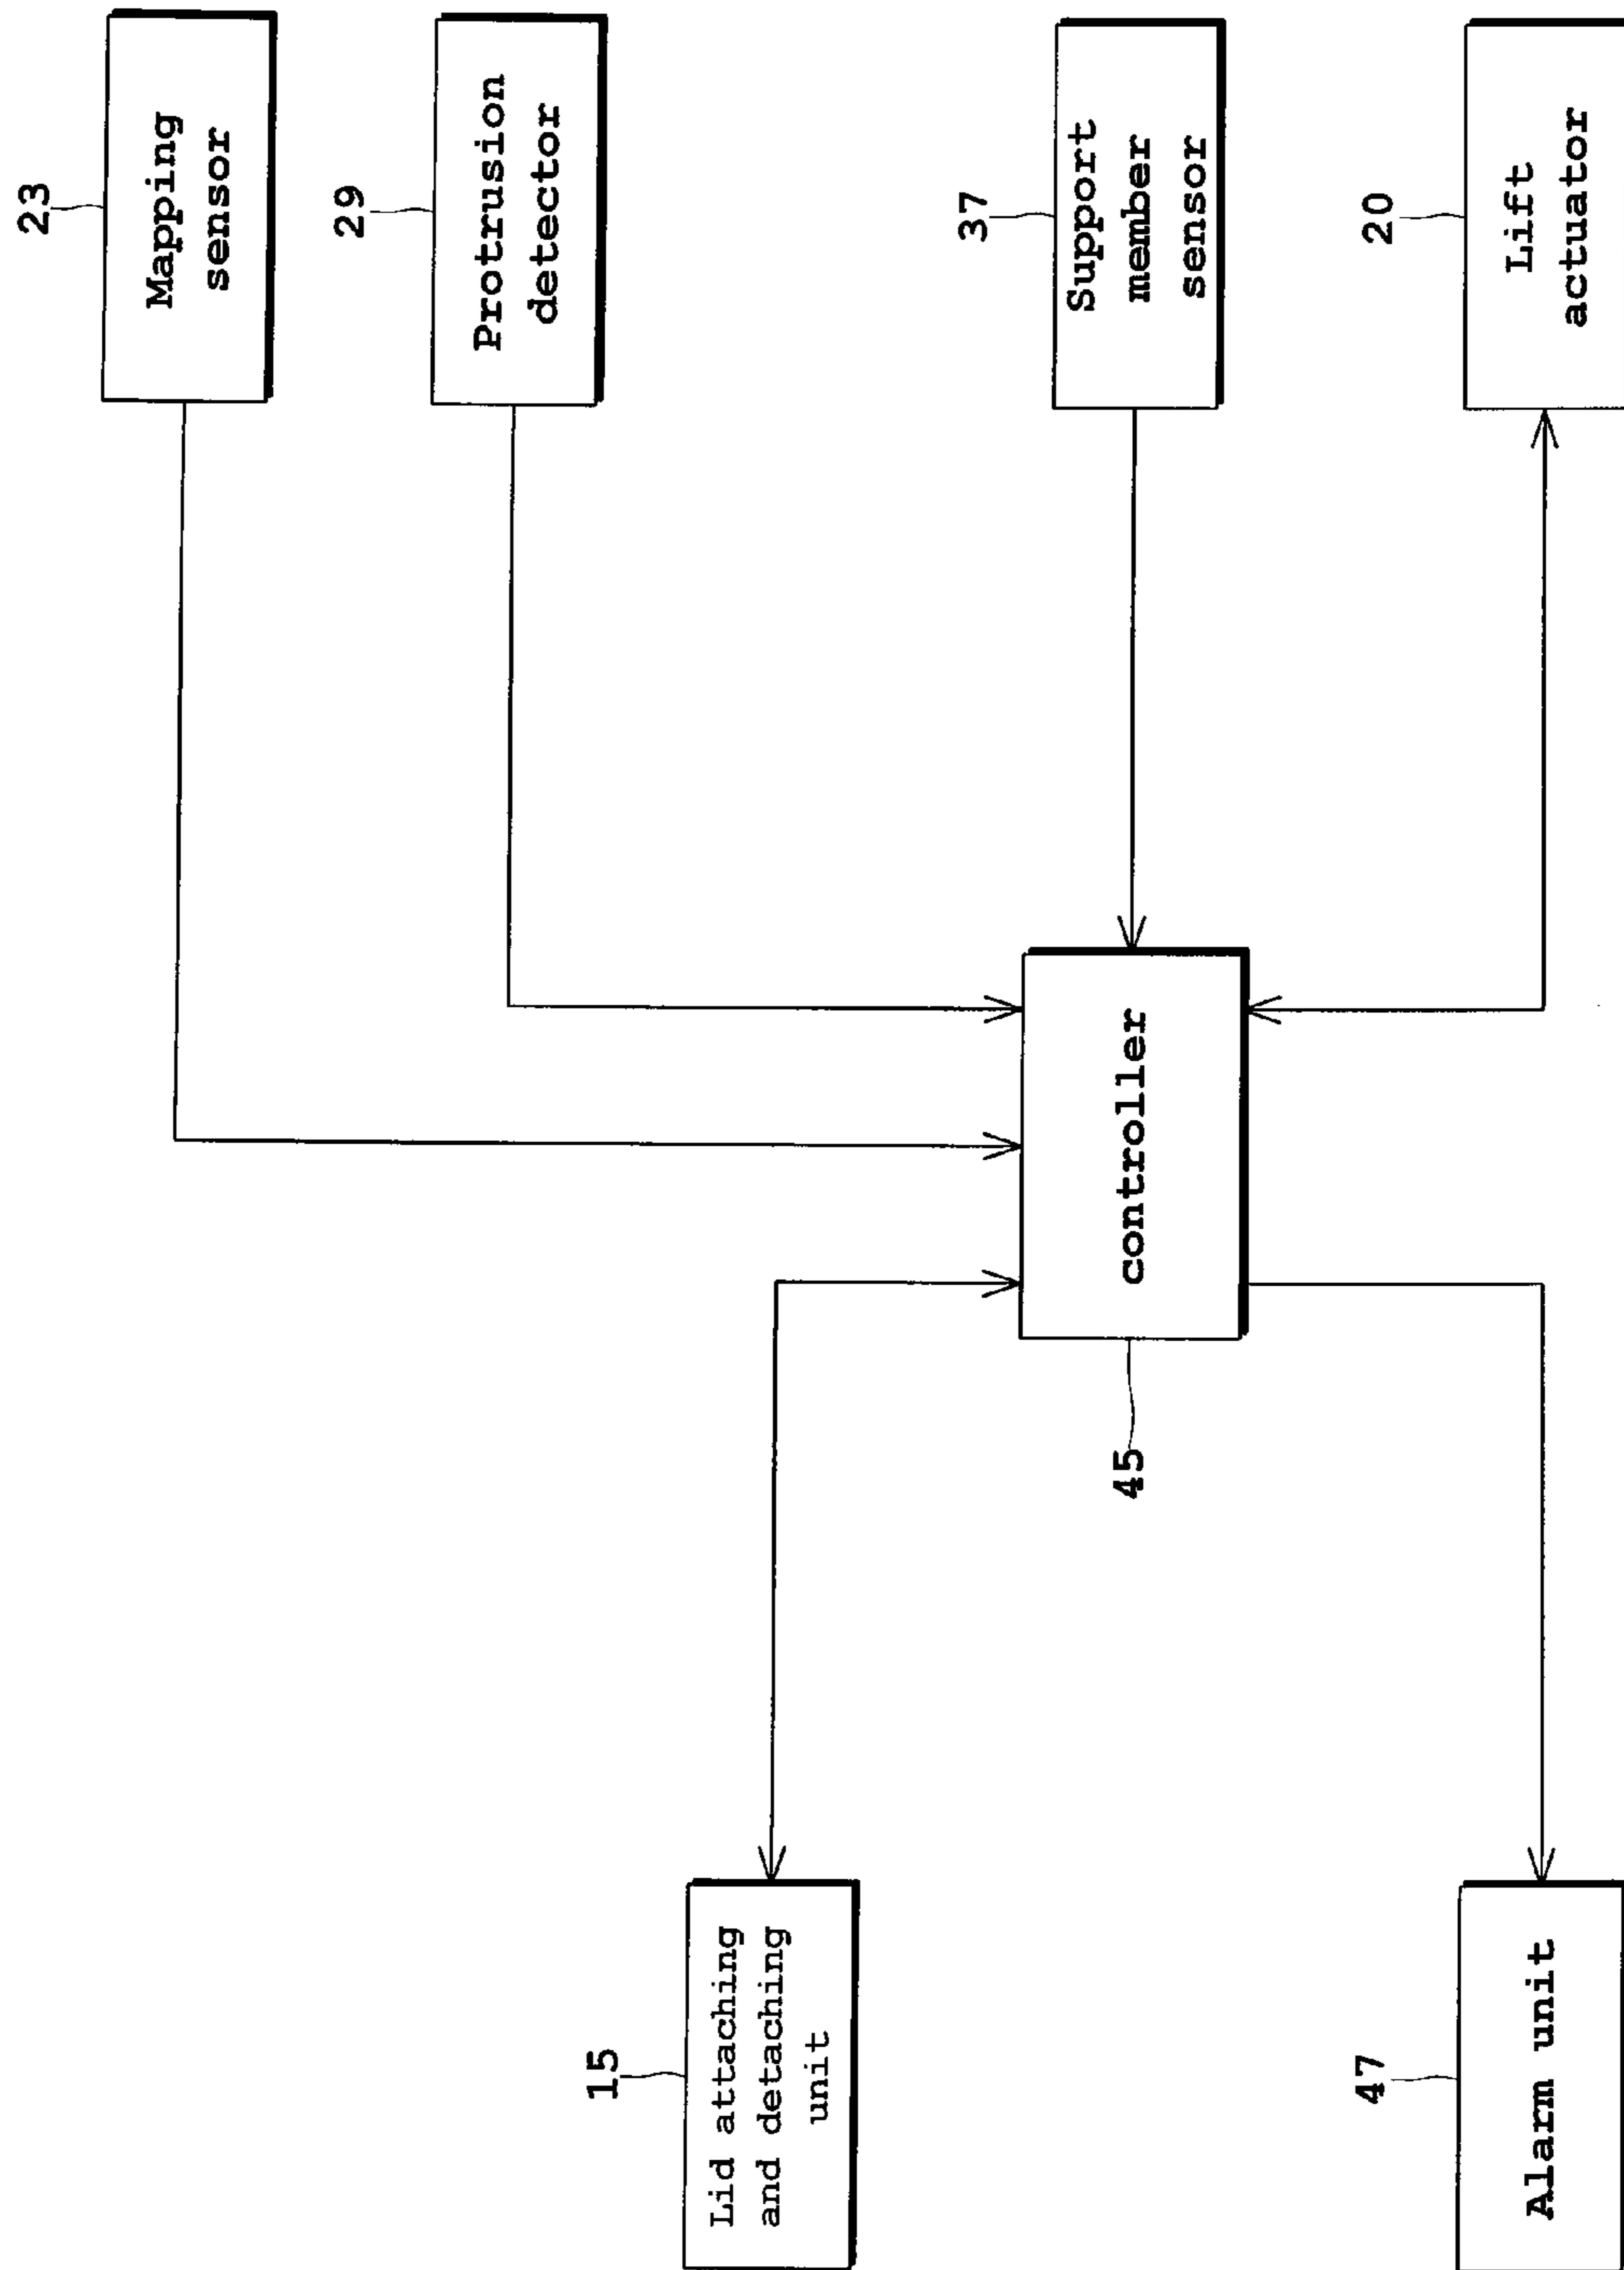 23
Mapping
sensor
29
Protrusion
detector
15
Lid attaching
and detaching
unit
37
Support
member
sensor
45
controller
47
Alarm unit
20
Lift
actuator